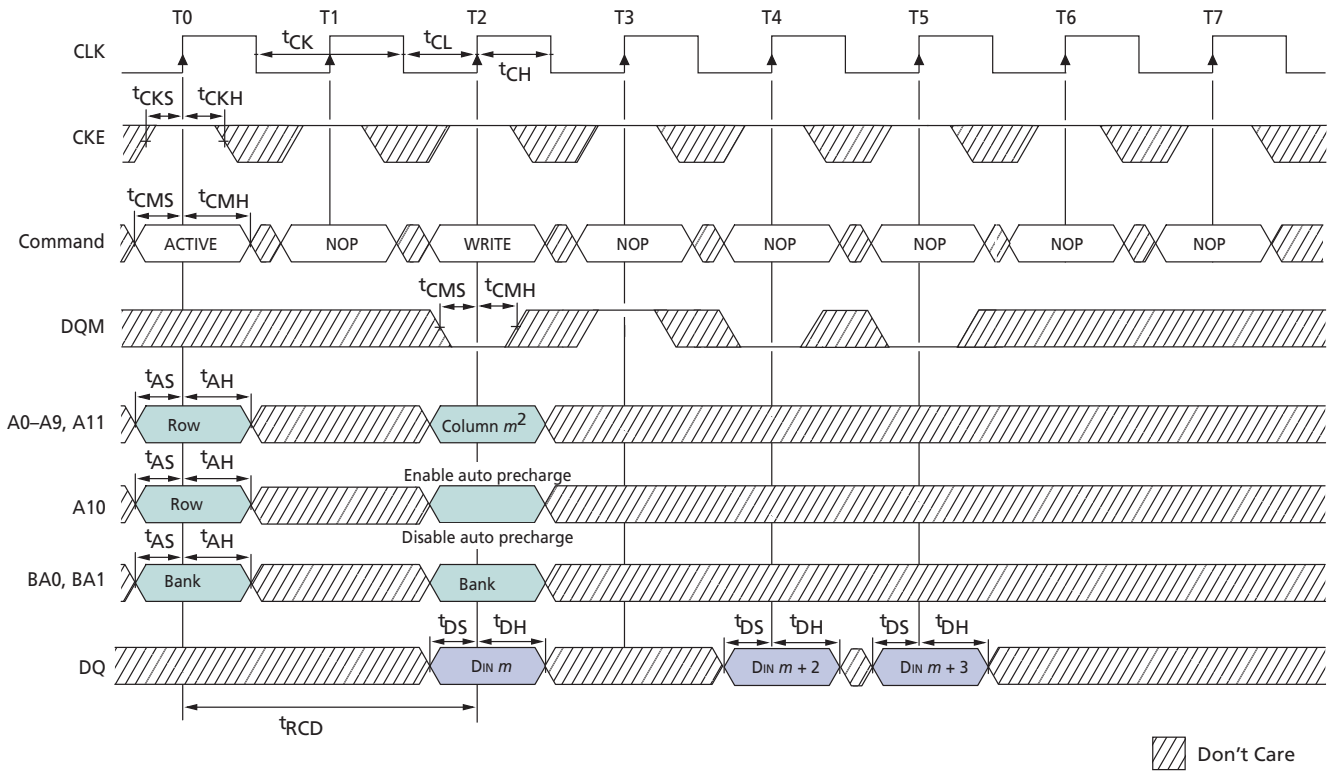 T0 T1 T2 T3 T4 T5 T6 T7
CLK tCK tCL tCH
tCKS tCKH
CKE
tCMS tCMH
Command ACTIVE NOP WRITE NOP NOP NOP NOP NOP
tCMS tCMH
DQM
tAS tAH
A0–A9, A11 Row Column m2
tAS tAH Enable auto precharge
A10 Row
Disable auto precharge
tAS tAH
BA0, BA1 Bank Bank
tDS tDH tDS tDH tDS tDH
DQ DIN m DIN m + 2 DIN m + 3
tRCD
Don't Care